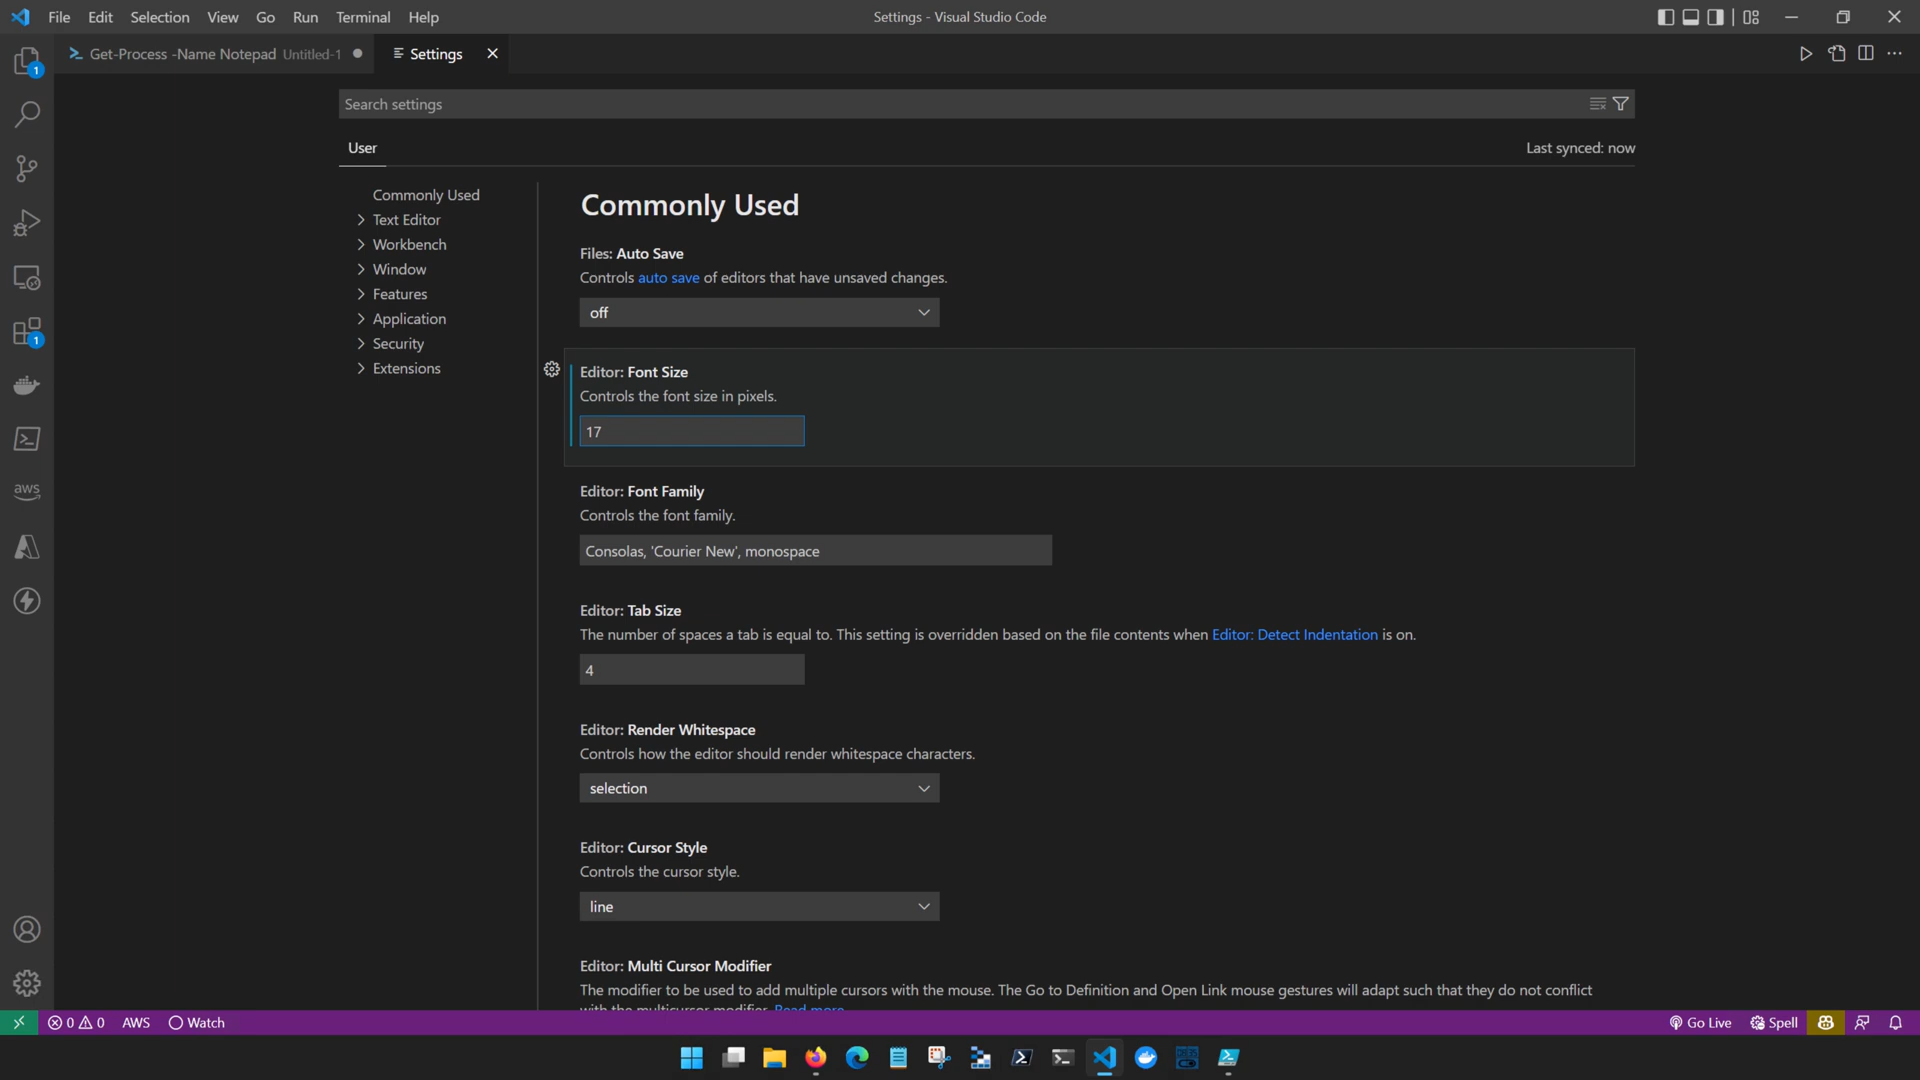 File Edit Selection View Go Run Terminal Help
Settings - Visual Studio Code
Get-Process -Name Notepad Untitled-1
Settings
1
Search settings
User
Last synced: now
Commonly Used
Text Editor
Workbench
Window
Features
Application
Security
Extensions
Commonly Used
Files: Auto Save
Controls auto save of editors that have unsaved changes.
off
Editor: Font Size
Controls the font size in pixels.
17
Editor: Font Family
Controls the font family.
Consolas, 'Courier New', monospace
Editor: Tab Size
The number of spaces a tab is equal to. This setting is overridden based on the file contents when Editor: Detect Indentation is on.
4
Editor: Render Whitespace
Controls how the editor should render whitespace characters.
selection
Editor: Cursor Style
Controls the cursor style.
line
Editor: Multi Cursor Modifier
The modifier to be used to add multiple cursors with the mouse. The Go to Definition and Open Link mouse gestures will adapt such that they do not conflict
with the multicursor modifier. Read more.
1
aws
0 0 AWS Watch
Go Live Spell